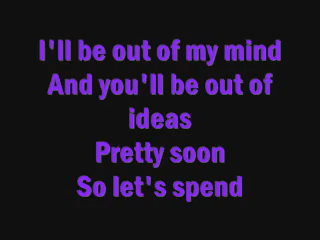 I'll be out of my mind
And you'll be out of
ideas
Pretty soon
So let's spend